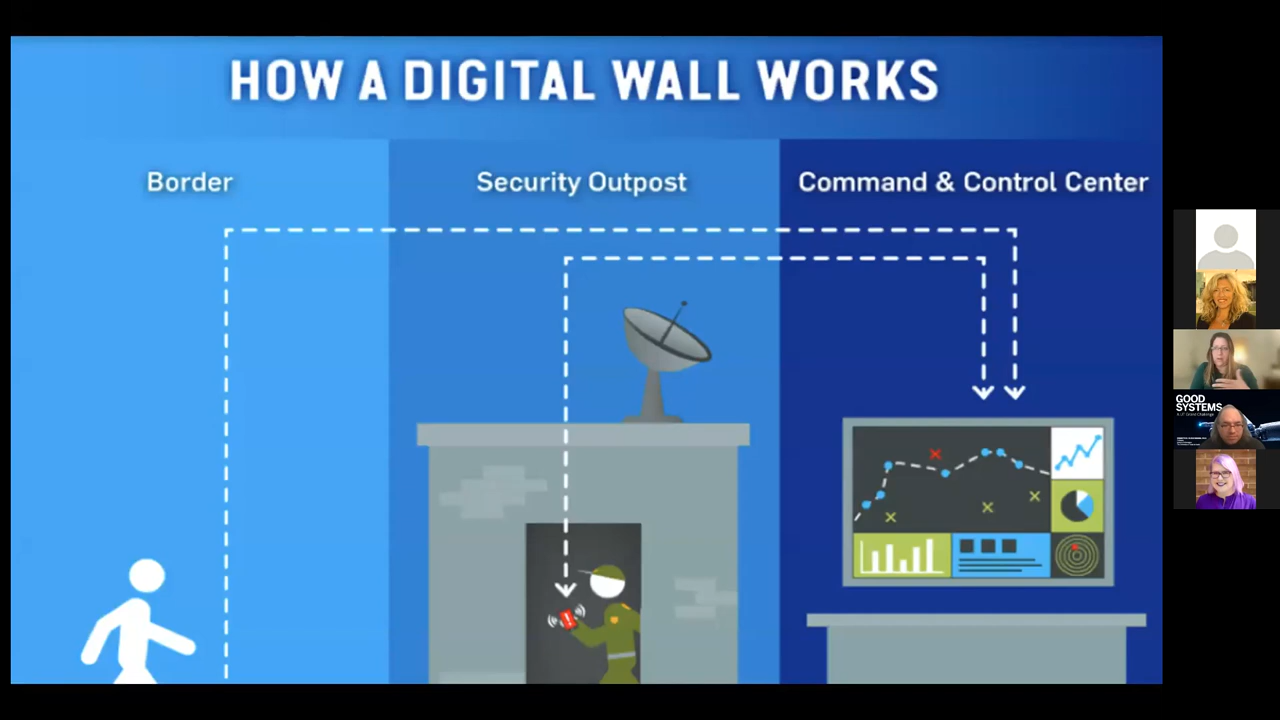 HOW A DIGITAL WALL WORKS
Border
Security Outpost
Command & Control Center
GOOD
SYSTEMS